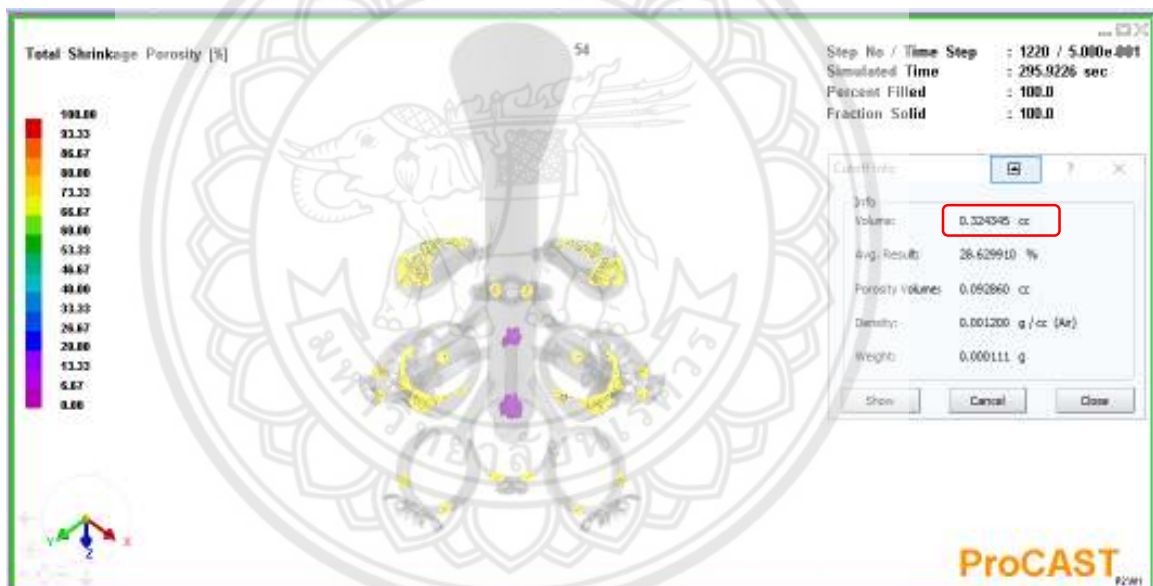 Total Shrinkage Porosity [%]
54
Step No / Time Step : 1220 / 5.000e-001
Simulated Time : 295.9226 sec
Percent Filled : 100.0
Fraction Solid : 100.0
100.00
93.33
86.67
80.00
73.33
66.67
60.00
53.33
46.67
40.00
33.33
26.67
20.00
13.33
6.67
0.00
Cutoff Info
Info
Volume: 0.324345 cc
Avg. Result: 28.629910 %
Porosity Volume: 0.092860 cc
Density: 0.001200 g/cc (Air)
Weight: 0.000111 g
Show Cancel Close
Y Z X
ProCAST